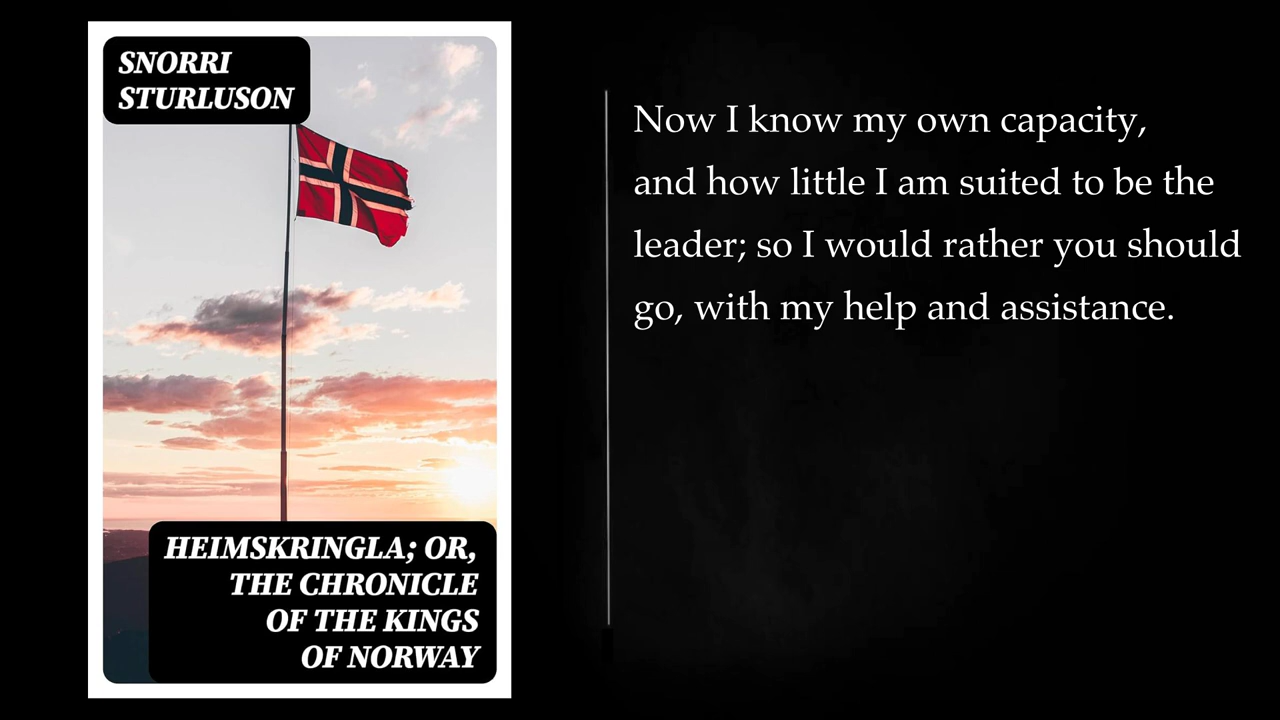 SNORRI
STURLUSON
HEIMSKRINGLA; OR,
THE CHRONICLE
OF THE KINGS
OF NORWAY
Now I know my own capacity,
and how little I am suited to be the
leader; so I would rather you should
go, with my help and assistance.